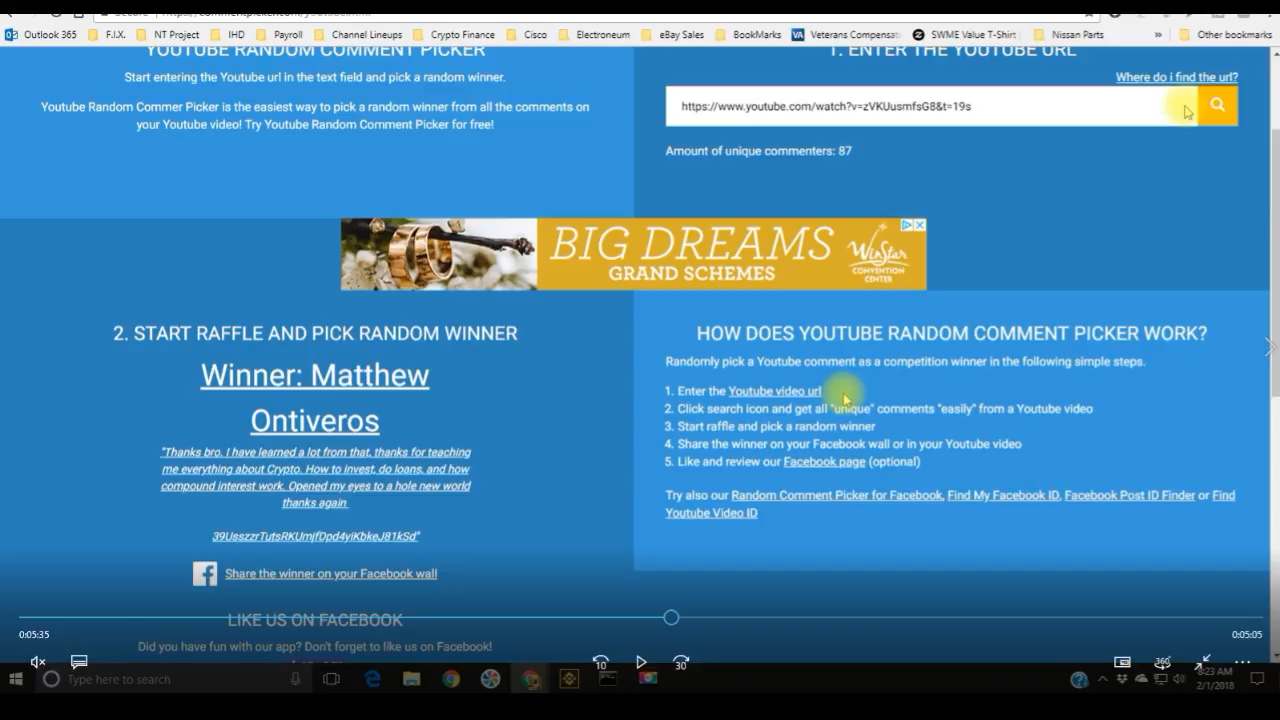 Outlook 365 F.I.X. NT Project IHD Payroll Channel Lineups Crypto Finance Cisco Electroneum eBay Sales BookMarks Veterans Compensat SWME Value T-Shirt Nissan Parts » Other bookmarks
YOUTUBE RANDOM COMMENT PICKER
Start entering the Youtube url in the text field and pick a random winner.
Youtube Random Commer Picker is the easiest way to pick a random winner from all the comments on
your Youtube video! Try Youtube Random Comment Picker for free!
1. ENTER THE YOUTUBE URL
Where do i find the url?
https://www.youtube.com/watch?v=zVKUusmfsG8&t=19s
Amount of unique commenters: 87
BIG DREAMS
GRAND SCHEMES
WinStar
CONVENTION
CENTER
2. START RAFFLE AND PICK RANDOM WINNER
Winner: Matthew
Ontiveros
"Thanks bro. I have learned a lot from that, thanks for teaching
me everything about Crypto. How to invest, do loans, and how
compound interest work. Opened my eyes to a hole new world
thanks again
39UsszzrTutsRKUmjfDpd4yiKbkeJ81kSd"
Share the winner on your Facebook wall
LIKE US ON FACEBOOK
Did you have fun with our app? Don't forget to like us on Facebook!
HOW DOES YOUTUBE RANDOM COMMENT PICKER WORK?
Randomly pick a Youtube comment as a competition winner in the following simple steps.
1. Enter the Youtube video url
2. Click search icon and get all "unique" comments "easily" from a Youtube video
3. Start raffle and pick a random winner
4. Share the winner on your Facebook wall or in your Youtube video
5. Like and review our Facebook page (optional)
Try also our Random Comment Picker for Facebook, Find My Facebook ID, Facebook Post ID Finder or Find
Youtube Video ID
0:05:35
0:05:05
10
30
360
Type here to search
8:23 AM
2/1/2018